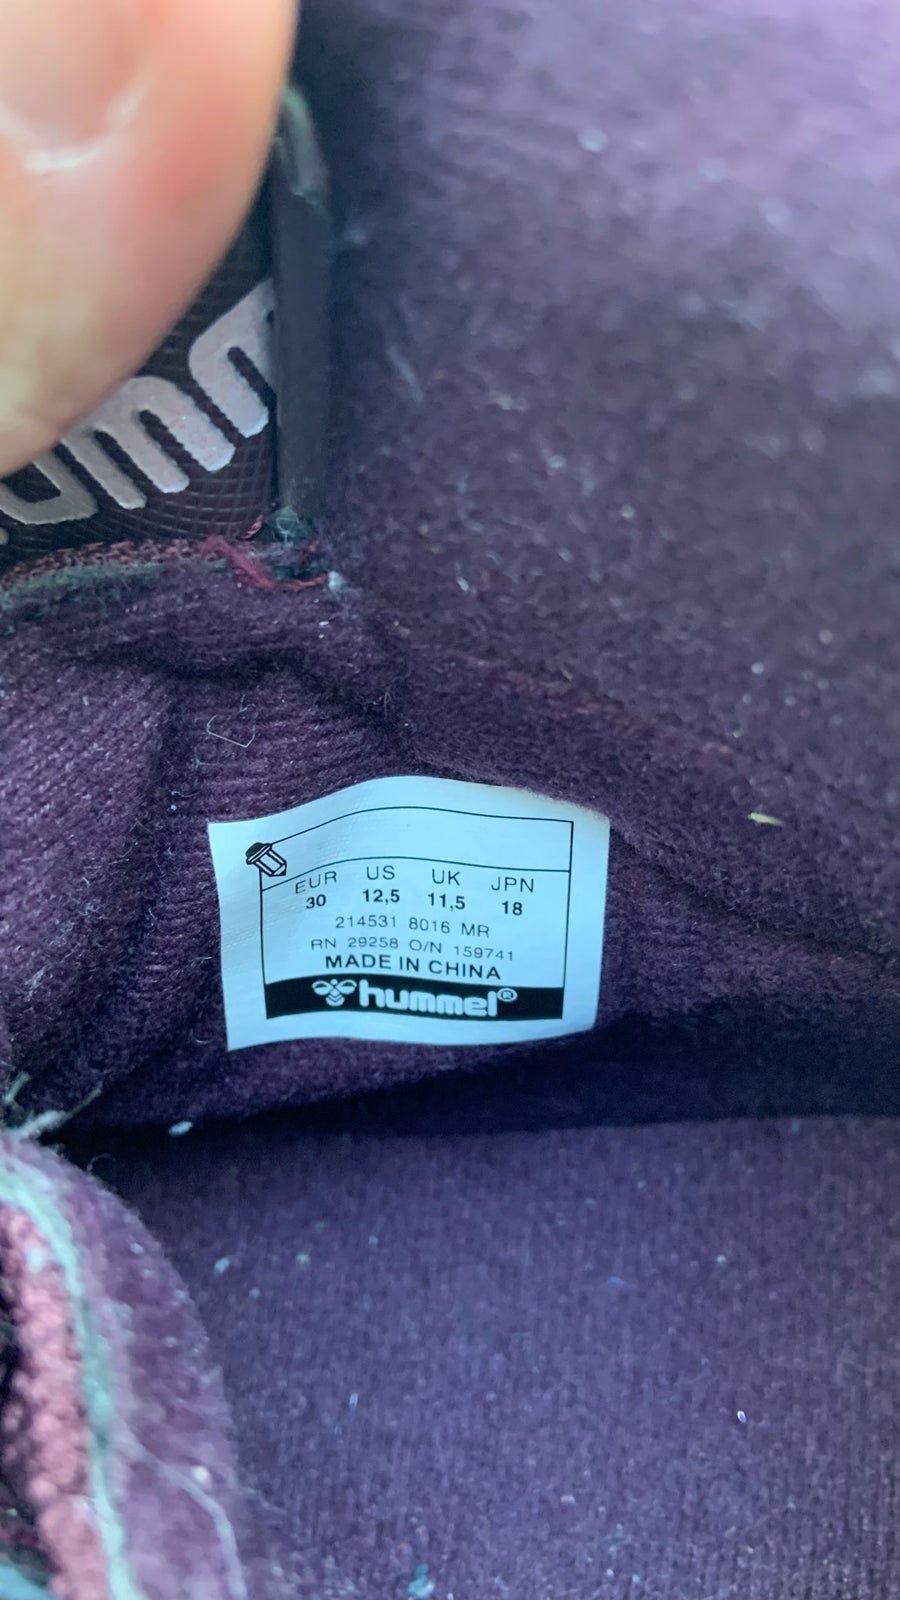 EUR US UK JPN
30 12,5 11,5 18
214531 8016 MR
RN 29258 O/N 159741
MADE IN CHINA
hummel®